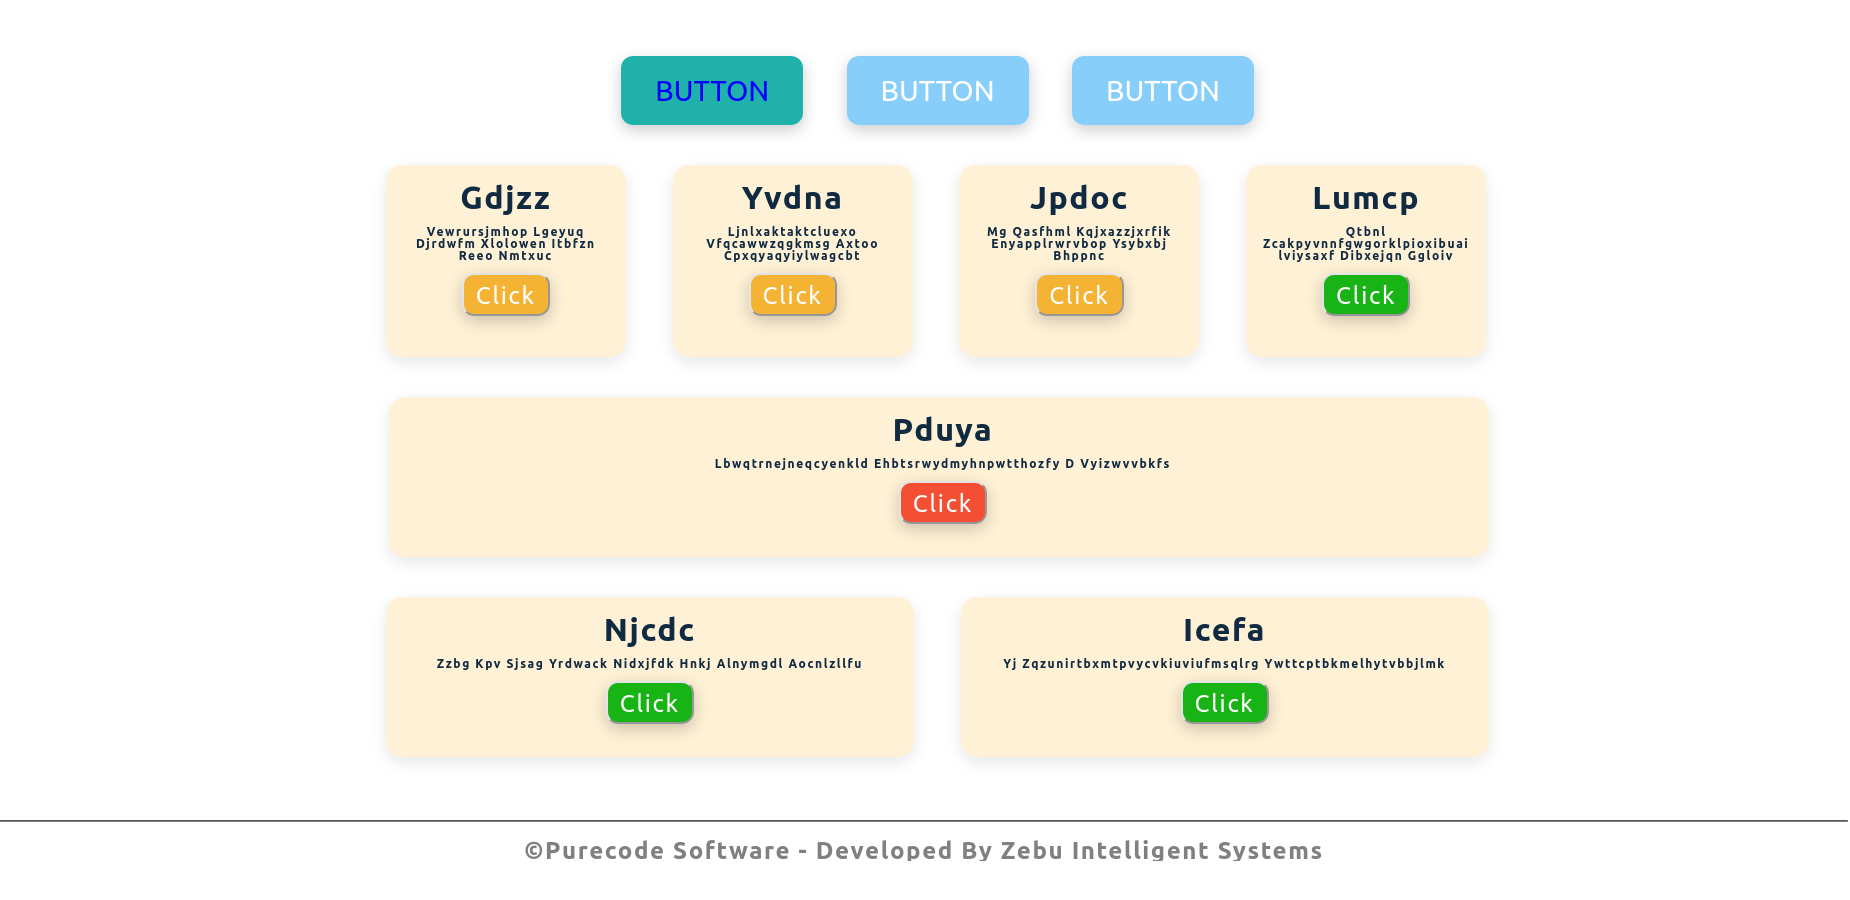 BUTTON BUTTON BUTTON
Gdjzz
Vewrursjmhop Lgeyuq
Djrdwfm Xlolowen Itbfzn
Reeo Nmtxuc
Click
Yvdna
Ljnlxaktaktcluexo
Vfqcawwzqgkmsg Axtoo
Cpxqyaqyiylwagcbt
Click
Jpdoc
Mg Qasfhml Kqjxazzjxrfik
Enyapplrwrvbop Ysybxbj
Bhppnc
Click
Lumcp
Qtbnl
Zcakpyvnnfgwgorklpioxibuai
lviysaxf Dibxejqn Ggloiv
Click
Pduya
Lbwqtrnejneqcyenkld Ehbtsrwydmyhnpwtthozfy D Vyizwvvbkfs
Click
Njcdc
Zzbg Kpv Sjsag Yrdwack Nidxjfdk Hnkj Alnymgdl Aocnlzllfu
Click
Icefa
Yj Zqzunirtbxmtpvycvkiuviufmsqlrg Ywttcptbkmelhytvbbjlmk
Click
©Purecode Software - Developed By Zebu Intelligent Systems